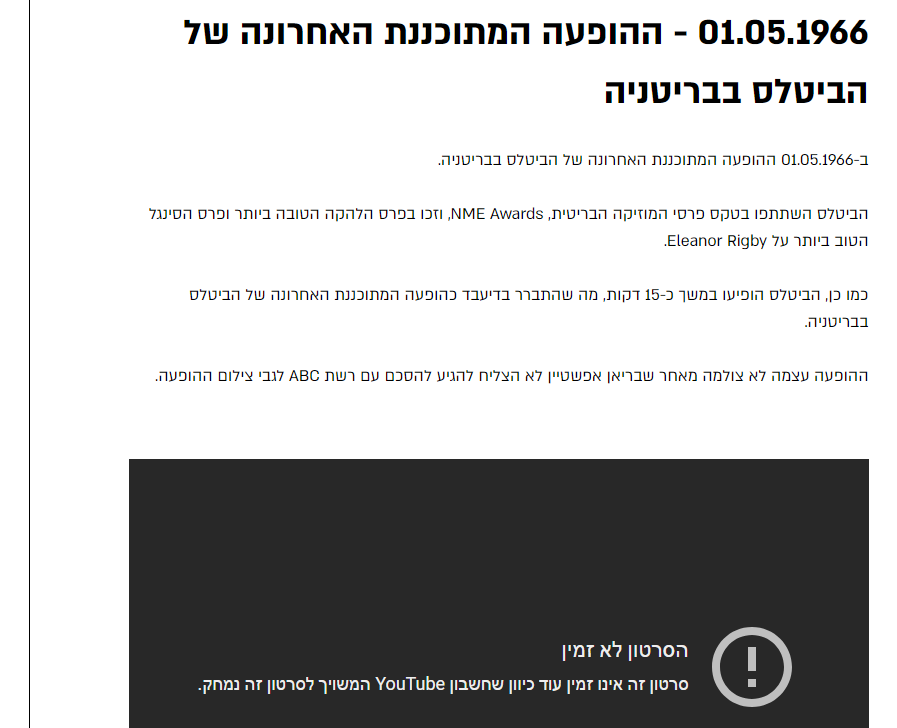 01.05.1966 - ההופעה המתוכננת האחרונה של
הביטלס בבריטניה
ב-01.05.1966 ההופעה המתוכננת האחרונה של הביטלס בבריטניה.
הביטלס השתתפו בטקס פרסי המוזיקה הבריטית, NME Awards, וזכו בפרס הלהקה הטובה ביותר ופרס הסינגל
הטוב ביותר על Eleanor Rigby.
כמו כן, הביטלס הופיעו במשך כ-15 דקות, מה שהתברר בדיעבד כהופעה המתוכננת האחרונה של הביטלס
בבריטניה.
ההופעה עצמה לא צולמה מאחר שבריאן אפשטיין לא הצליח להגיע להסכם עם רשת ABC לגבי צילום ההופעה.
הסרטון לא זמין
סרטון זה אינו זמין עוד כיוון שחשבון YouTube המשויך לסרטון זה נמחק.